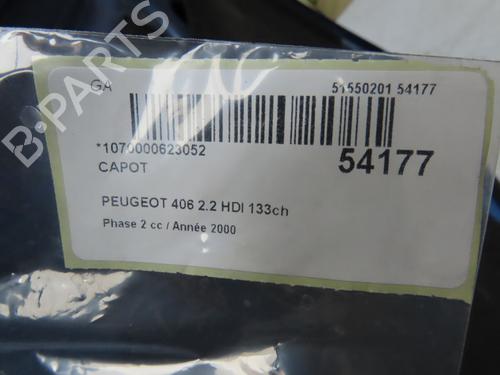 GA 51550201 54177
*1070000623052 54177
CAPOT
PEUGEOT 406 2.2 HDI 133ch
Phase 2 cc / Année 2000
B-PARTS